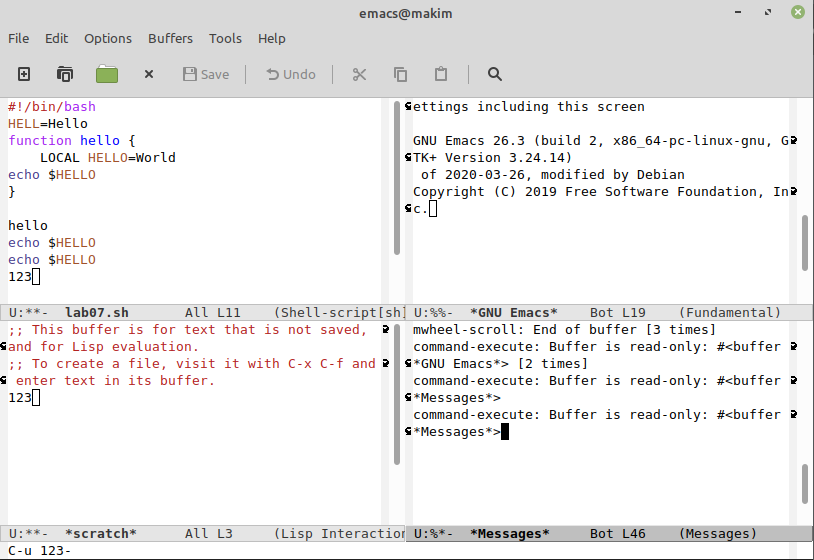 emacs@makim
File Edit Options Buffers Tools Help
Save Undo
#!/bin/bash
HELL=Hello
function hello {
    LOCAL HELLO=World
echo $HELLO
}
hello
echo $HELLO
echo $HELLO
123
U:**-  lab07.sh       All L11    (Shell-script[sh]
ettings including this screen
GNU Emacs 26.3 (build 2, x86_64-pc-linux-gnu, G
TK+ Version 3.24.14)
 of 2020-03-26, modified by Debian
Copyright (C) 2019 Free Software Foundation, In
c.
U:%%-  *GNU Emacs*    Bot L19    (Fundamental)
;; This buffer is for text that is not saved,
and for Lisp evaluation.
;; To create a file, visit it with C-x C-f and
 enter text in its buffer.
123
U:**-  *scratch*      All L3     (Lisp Interaction
mwheel-scroll: End of buffer [3 times]
command-execute: Buffer is read-only: #<buffer
*GNU Emacs*> [2 times]
command-execute: Buffer is read-only: #<buffer
*Messages*>
command-execute: Buffer is read-only: #<buffer
*Messages*>
U:%*-  *Messages*     Bot L46    (Messages)
C-u 123-